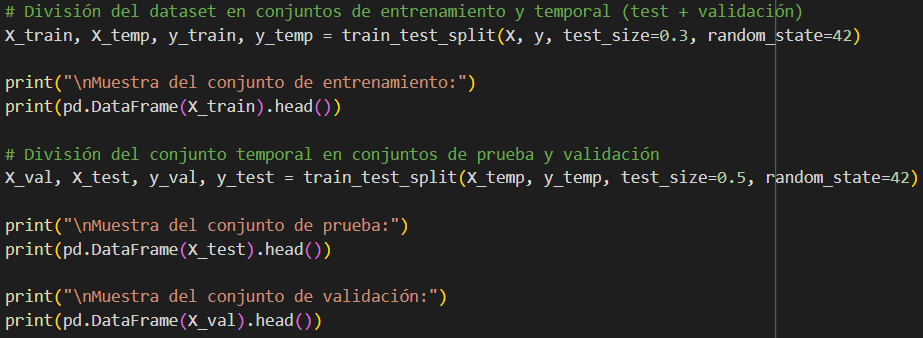 # División del dataset en conjuntos de entrenamiento y temporal (test + validación)
X_train, X_temp, y_train, y_temp = train_test_split(X, y, test_size=0.3, random_state=42)
print("\nMuestra del conjunto de entrenamiento:")
print(pd.DataFrame(X_train).head())
# División del conjunto temporal en conjuntos de prueba y validación
X_val, X_test, y_val, y_test = train_test_split(X_temp, y_temp, test_size=0.5, random_state=42)
print("\nMuestra del conjunto de prueba:")
print(pd.DataFrame(X_test).head())
print("\nMuestra del conjunto de validación:")
print(pd.DataFrame(X_val).head())